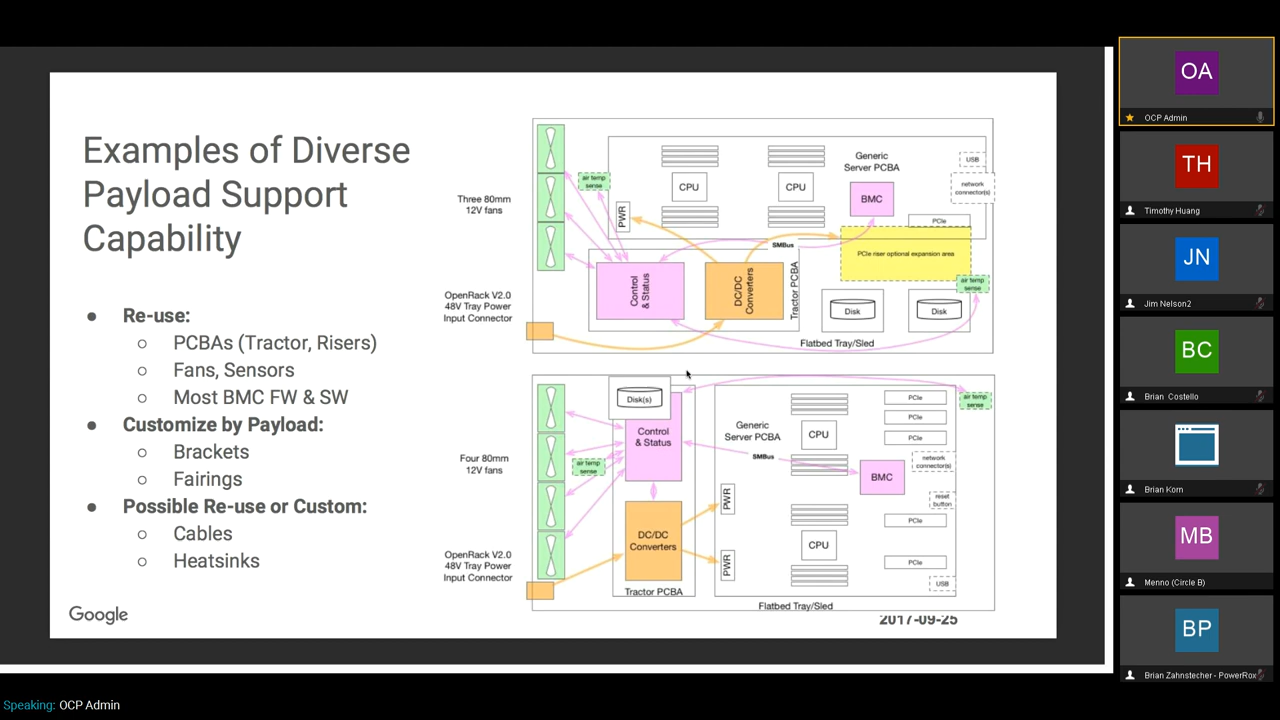 Examples of Diverse
Payload Support
Capability
● Re-use:
○ PCBAs (Tractor, Risers)
○ Fans, Sensors
○ Most BMC FW & SW
● Customize by Payload:
○ Brackets
○ Fairings
● Possible Re-use or Custom:
○ Cables
○ Heatsinks
Google
2017-09-25
Three 80mm
12V fans
OpenRack V2.0
48V Tray Power
Input Connector
air temp
sense
PWR
CPU
CPU
Generic
Server PCBA
BMC
USB
network
connector(s)
PCIe
SMBus
PCIe riser optional expansion area
Control
& Status
DC/DC
Converters
Tractor PCBA
air temp
sense
Disk
Disk
Flatbed Tray/Sled
Four 80mm
12V fans
OpenRack V2.0
48V Tray Power
Input Connector
Disk(s)
Control
& Status
air temp
sense
DC/DC
Converters
Tractor PCBA
PWR
PWR
Generic
Server PCBA
SMBus
CPU
CPU
BMC
PCIe
PCIe
PCIe
network
connector(s)
reset
button
PCIe
PCIe
USB
air temp
sense
Flatbed Tray/Sled
OA
OCP Admin
TH
Timothy Huang
JN
Jim Nelson2
BC
Brian Costello
Brian Korn
MB
Menno (Circle B)
BP
Brian Zahnstecher - PowerRox
Speaking: OCP Admin